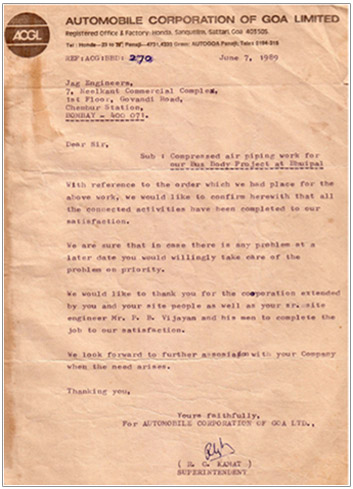 ACGL
AUTOMOBILE CORPORATION OF GOA LIMITED
Registered Office & Factory: Honda, Sanquelim, Sattari, Goa 403505.
REF:ACG:BBD: 270 June 7, 1989
Jag Engineers,
7, Neelkant Commercial Complex,
1st Floor, Govandi Road,
Chembur Station,
BOMBAY - 400 071.
Dear Sir,
Sub : Compressed air piping work for
our Bus Body Project at Bhuipal
With reference to the order which we had place for the
above work, we would like to confirm herewith that all
the connected activities have been completed to our
satisfaction.
We are sure that in case there is any problem at a
later date you would willingly take care of the
problem on priority.
We would like to thank you for the cooperation extended
by you and your site people as well as your sr. site
engineer Mr. P. B. Vijayan and his men to complete the
job to our satisfaction.
We look forward to further association with your Company
when the need arises.
Thanking you,
Yours faithfully,
For AUTOMOBILE CORPORATION OF GOA LTD.,
( R. G. KAMAT )
SUPERINTENDENT